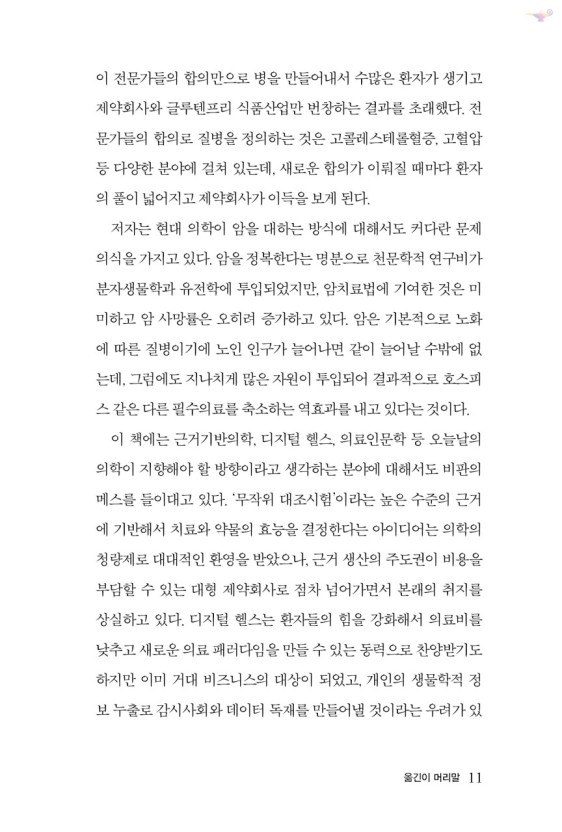 이 전문가들의 합의만으로 병을 만들어내서 수많은 환자가 생기고
제약회사와 글루텐프리 식품산업만 번창하는 결과를 초래했다. 전
문가들의 합의로 질병을 정의하는 것은 고콜레스테롤혈증, 고혈압
등 다양한 분야에 걸쳐 있는데, 새로운 합의가 이뤄질 때마다 환자
의 풀이 넓어지고 제약회사가 이득을 보게 된다.
저자는 현대 의학이 암을 대하는 방식에 대해서도 커다란 문제
의식을 가지고 있다. 암을 정복한다는 명분으로 천문학적 연구비가
분자생물학과 유전학에 투입되었지만, 암치료법에 기여한 것은 미
미하고 암 사망률은 오히려 증가하고 있다. 암은 기본적으로 노화
에 따른 질병이기에 노인 인구가 늘어나면 같이 늘어날 수밖에 없
는데, 그럼에도 지나치게 많은 자원이 투입되어 결과적으로 호스피
스 같은 다른 필수의료를 축소하는 역효과를 내고 있다는 것이다.
이 책에는 근거기반의학, 디지털 헬스, 의료인문학 등 오늘날의
의학이 지향해야 할 방향이라고 생각하는 분야에 대해서도 비판의
메스를 들이대고 있다. ‘무작위 대조시험’이라는 높은 수준의 근거
에 기반해서 치료와 약물의 효능을 결정한다는 아이디어는 의학의
청량제로 대대적인 환영을 받았으나, 근거 생산의 주도권이 비용을
부담할 수 있는 대형 제약회사로 점차 넘어가면서 본래의 취지를
상실하고 있다. 디지털 헬스는 환자들의 힘을 강화해서 의료비를
낮추고 새로운 의료 패러다임을 만들 수 있는 동력으로 찬양받기도
하지만 이미 거대 비즈니스의 대상이 되었고, 개인의 생물학적 정
보 누출로 감시사회와 데이터 독재를 만들어낼 것이라는 우려가 있
옮긴이 머리말 11